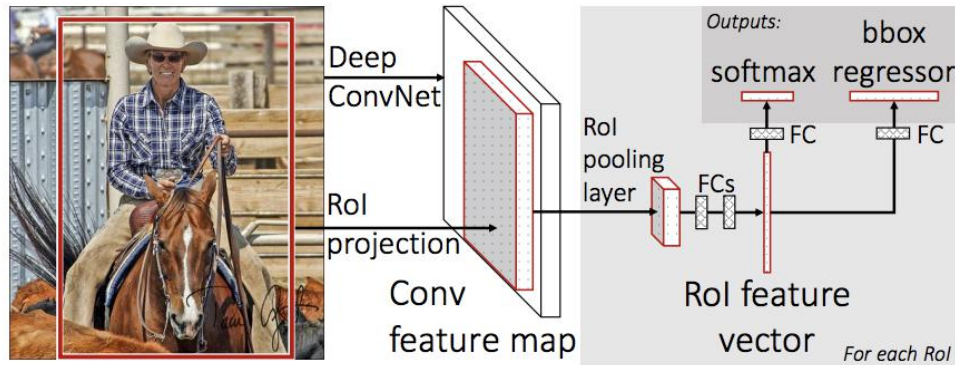 Deep
ConvNet
RoI
projection
Conv
feature map
RoI
pooling
layer
FCs
RoI feature
vector
For each RoI
Outputs:
softmax
bbox
regressor
FC
FC